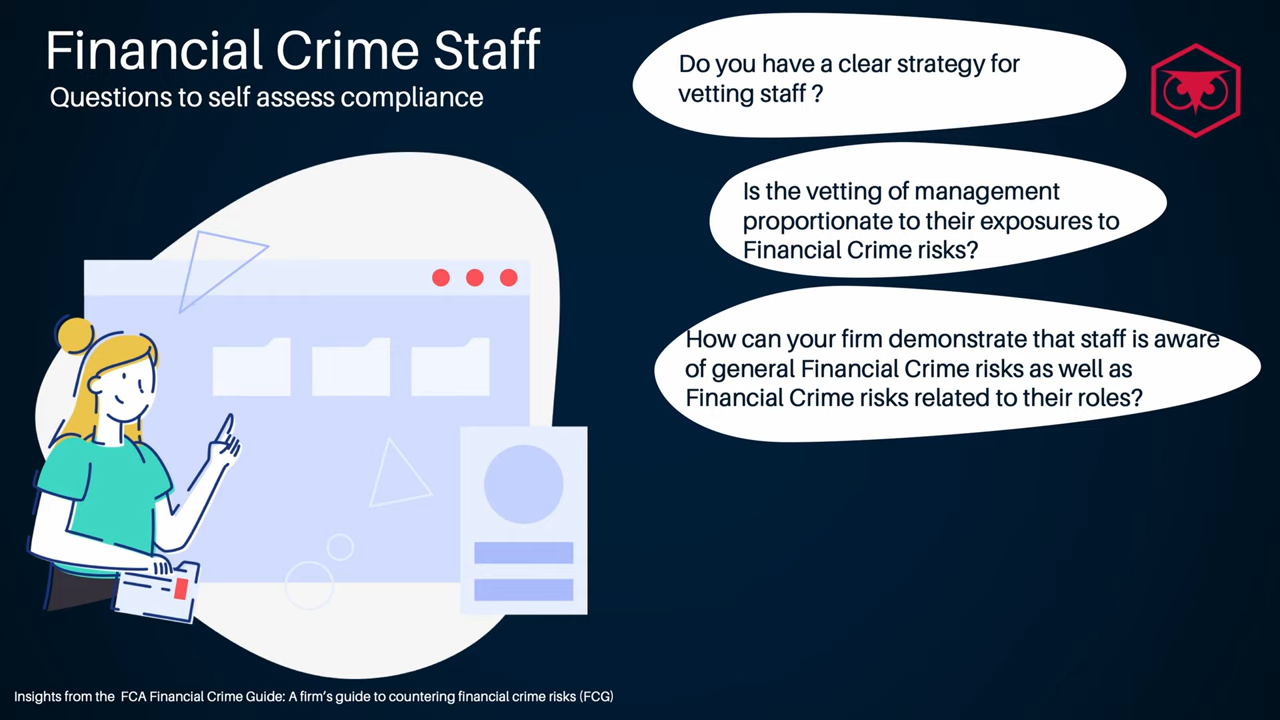 Financial Crime Staff
Questions to self assess compliance
Do you have a clear strategy for
vetting staff ?
Is the vetting of management
proportionate to their exposures to
Financial Crime risks?
How can your firm demonstrate that staff is aware
of general Financial Crime risks as well as
Financial Crime risks related to their roles?
Insights from the FCA Financial Crime Guide: A firm's guide to countering financial crime risks (FCG)